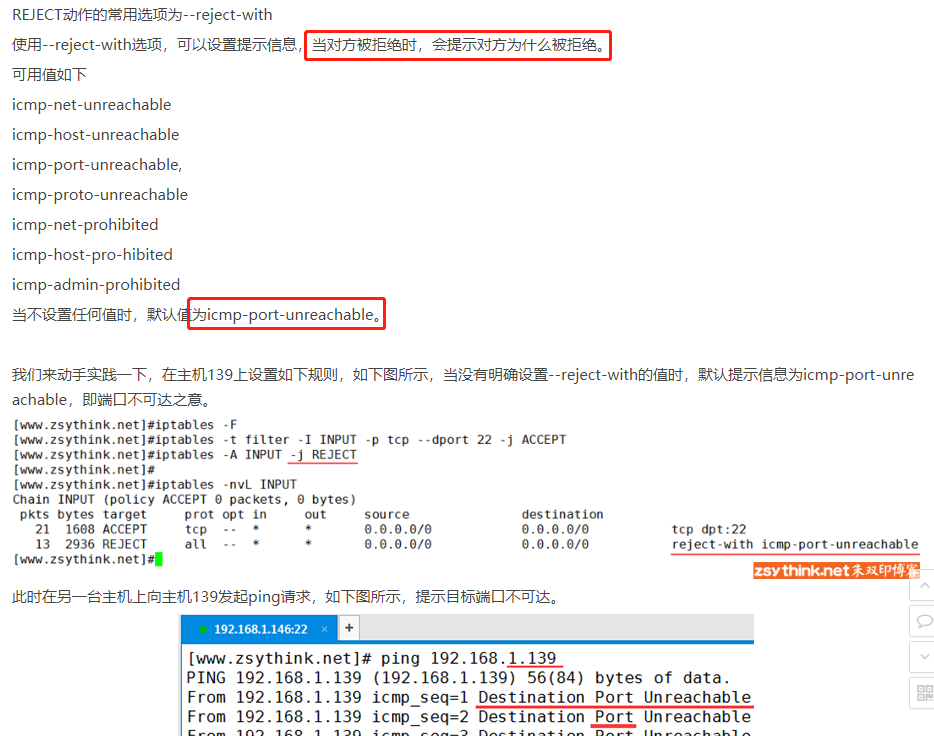 REJECT动作的常用选项为--reject-with
使用--reject-with选项，可以设置提示信息，当对方被拒绝时，会提示对方为什么被拒绝。
可用值如下
icmp-net-unreachable
icmp-host-unreachable
icmp-port-unreachable,
icmp-proto-unreachable
icmp-net-prohibited
icmp-host-pro-hibited
icmp-admin-prohibited
当不设置任何值时，默认值为icmp-port-unreachable。
我们来动手实践一下，在主机139上设置如下规则，如下图所示，当没有明确设置--reject-with的值时，默认提示信息为icmp-port-unre
achable，即端口不可达之意。
[www.zsythink.net]#iptables -F
[www.zsythink.net]#iptables -t filter -I INPUT -p tcp --dport 22 -j ACCEPT
[www.zsythink.net]#iptables -A INPUT -j REJECT
[www.zsythink.net]#
[www.zsythink.net]#iptables -nvL INPUT
Chain INPUT (policy ACCEPT 0 packets, 0 bytes)
pkts bytes target prot opt in out source destination
21 1608 ACCEPT tcp -- * * 0.0.0.0/0 0.0.0.0/0 tcp dpt:22
13 2936 REJECT all -- * * 0.0.0.0/0 0.0.0.0/0 reject-with icmp-port-unreachable
[www.zsythink.net]#
zsythink.net朱双印博客
此时在另一台主机上向主机139发起ping请求，如下图所示，提示目标端口不可达。
192.168.1.146:22 × +
[www.zsythink.net]# ping 192.168.1.139
PING 192.168.1.139 (192.168.1.139) 56(84) bytes of data.
From 192.168.1.139 icmp_seq=1 Destination Port Unreachable
From 192.168.1.139 icmp_seq=2 Destination Port Unreachable
From 192.168.1.139 icmp_seq=3 Destination Port Unreachable